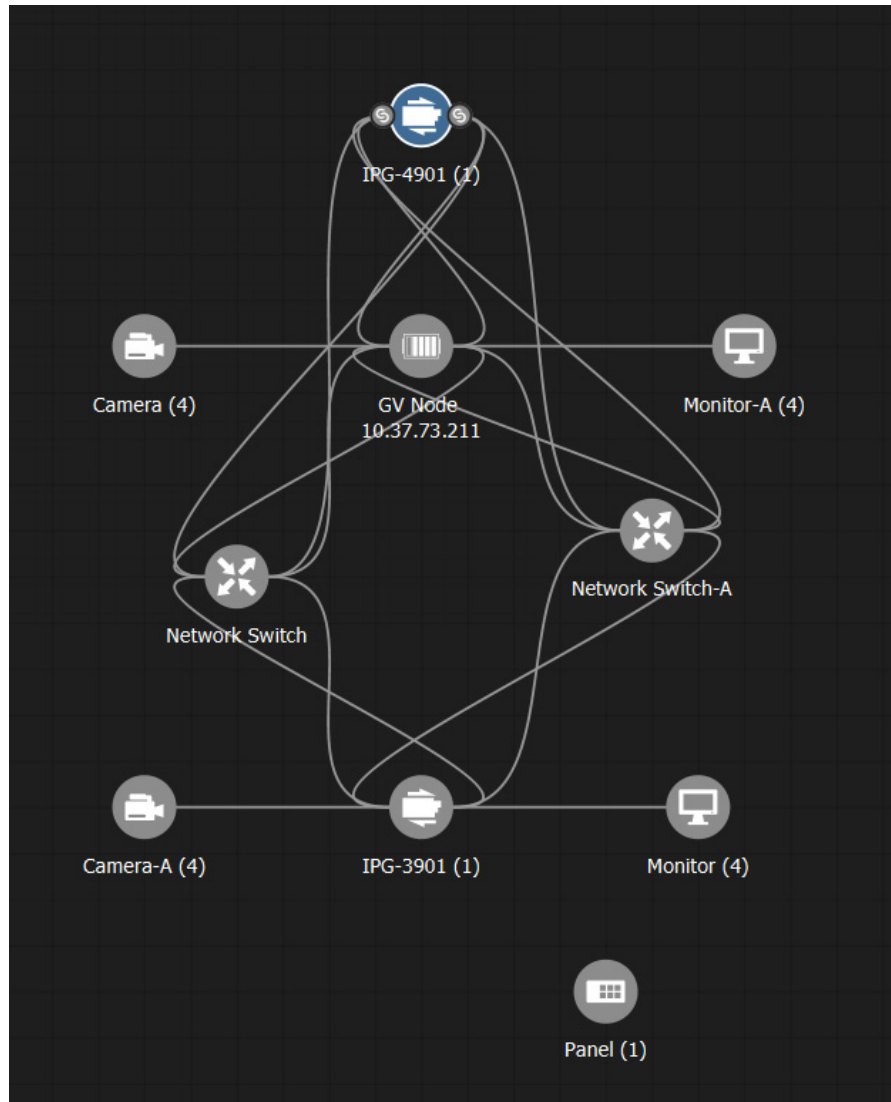 IPG-4901 (1)
Camera (4)
GV Node
10.37.73.211
Monitor-A (4)
Network Switch-A
Network Switch
Camera-A (4)
IPG-3901 (1)
Monitor (4)
Panel (1)